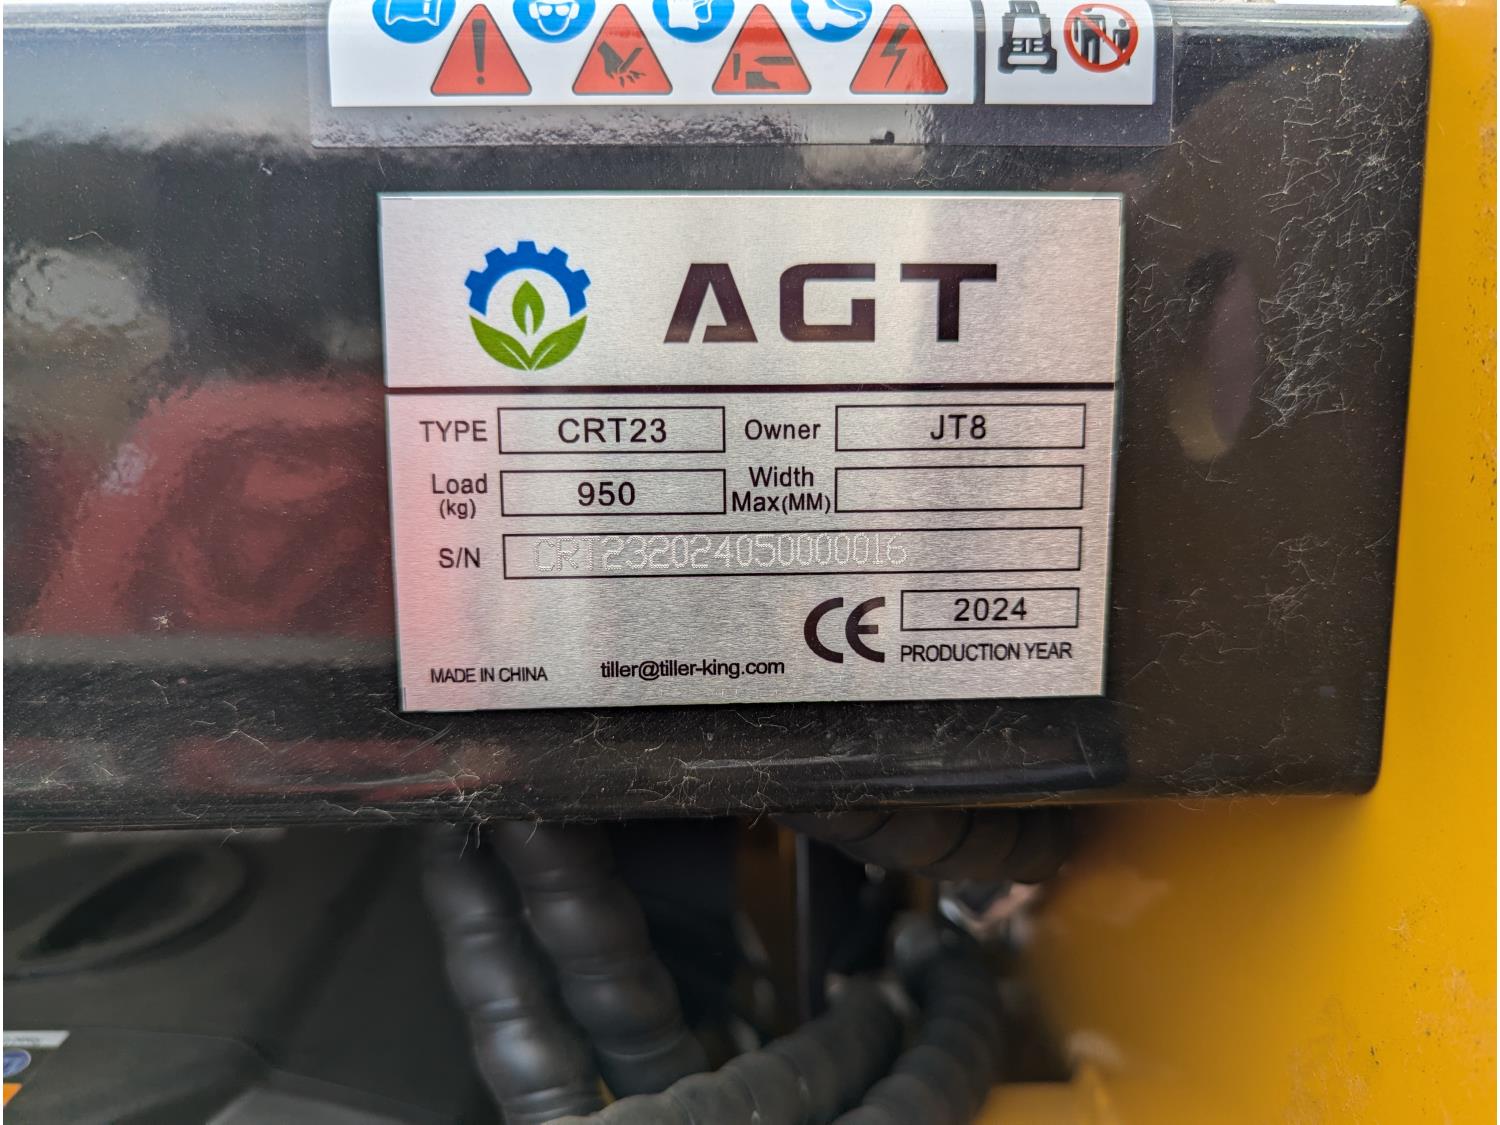 AGT
TYPE CRT23 Owner JT8
Load (kg) 950 Width Max(MM)
S/N CRT232024050000016
CE 2024
PRODUCTION YEAR
MADE IN CHINA tiller@tiller-king.com